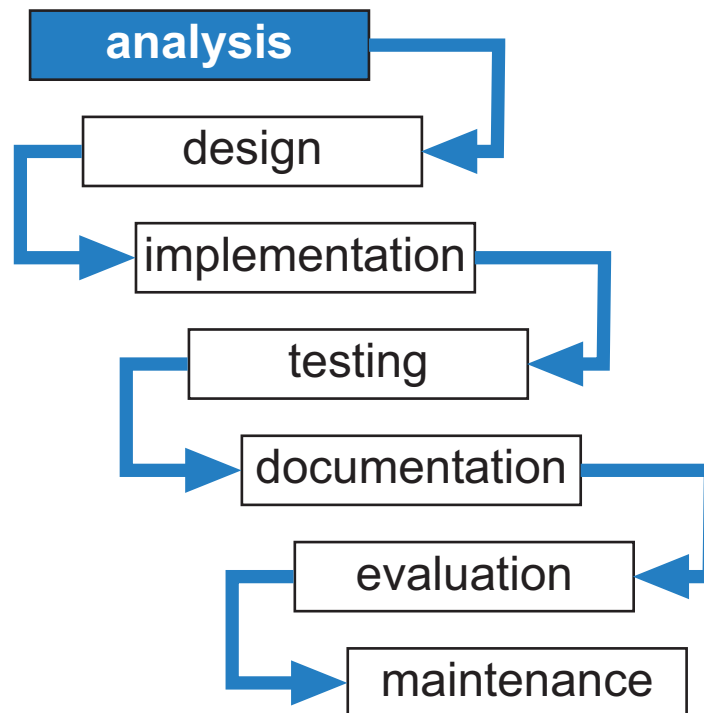 analysis
design
implementation
testing
documentation
evaluation
maintenance